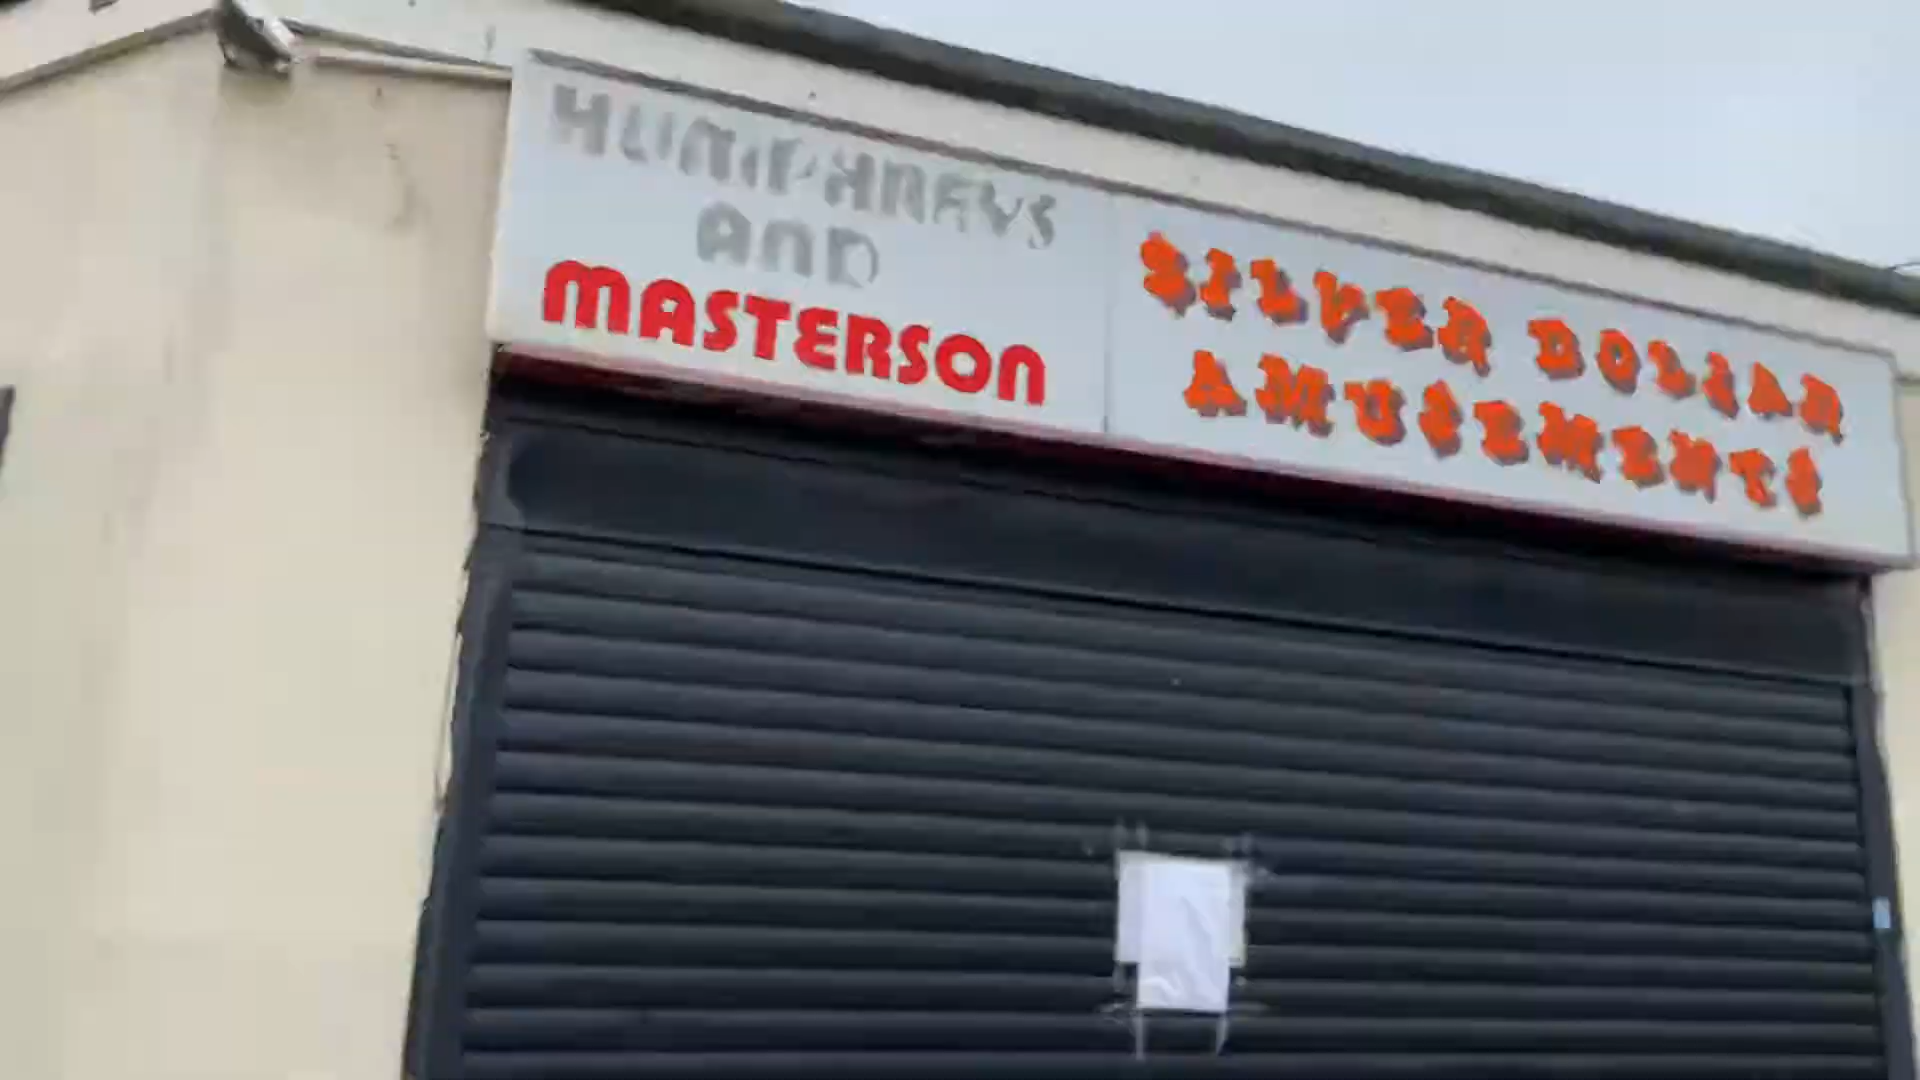 HUMPHREYS
AND
MASTERSON
SILVER DOLLAR
AMUSEMENTS